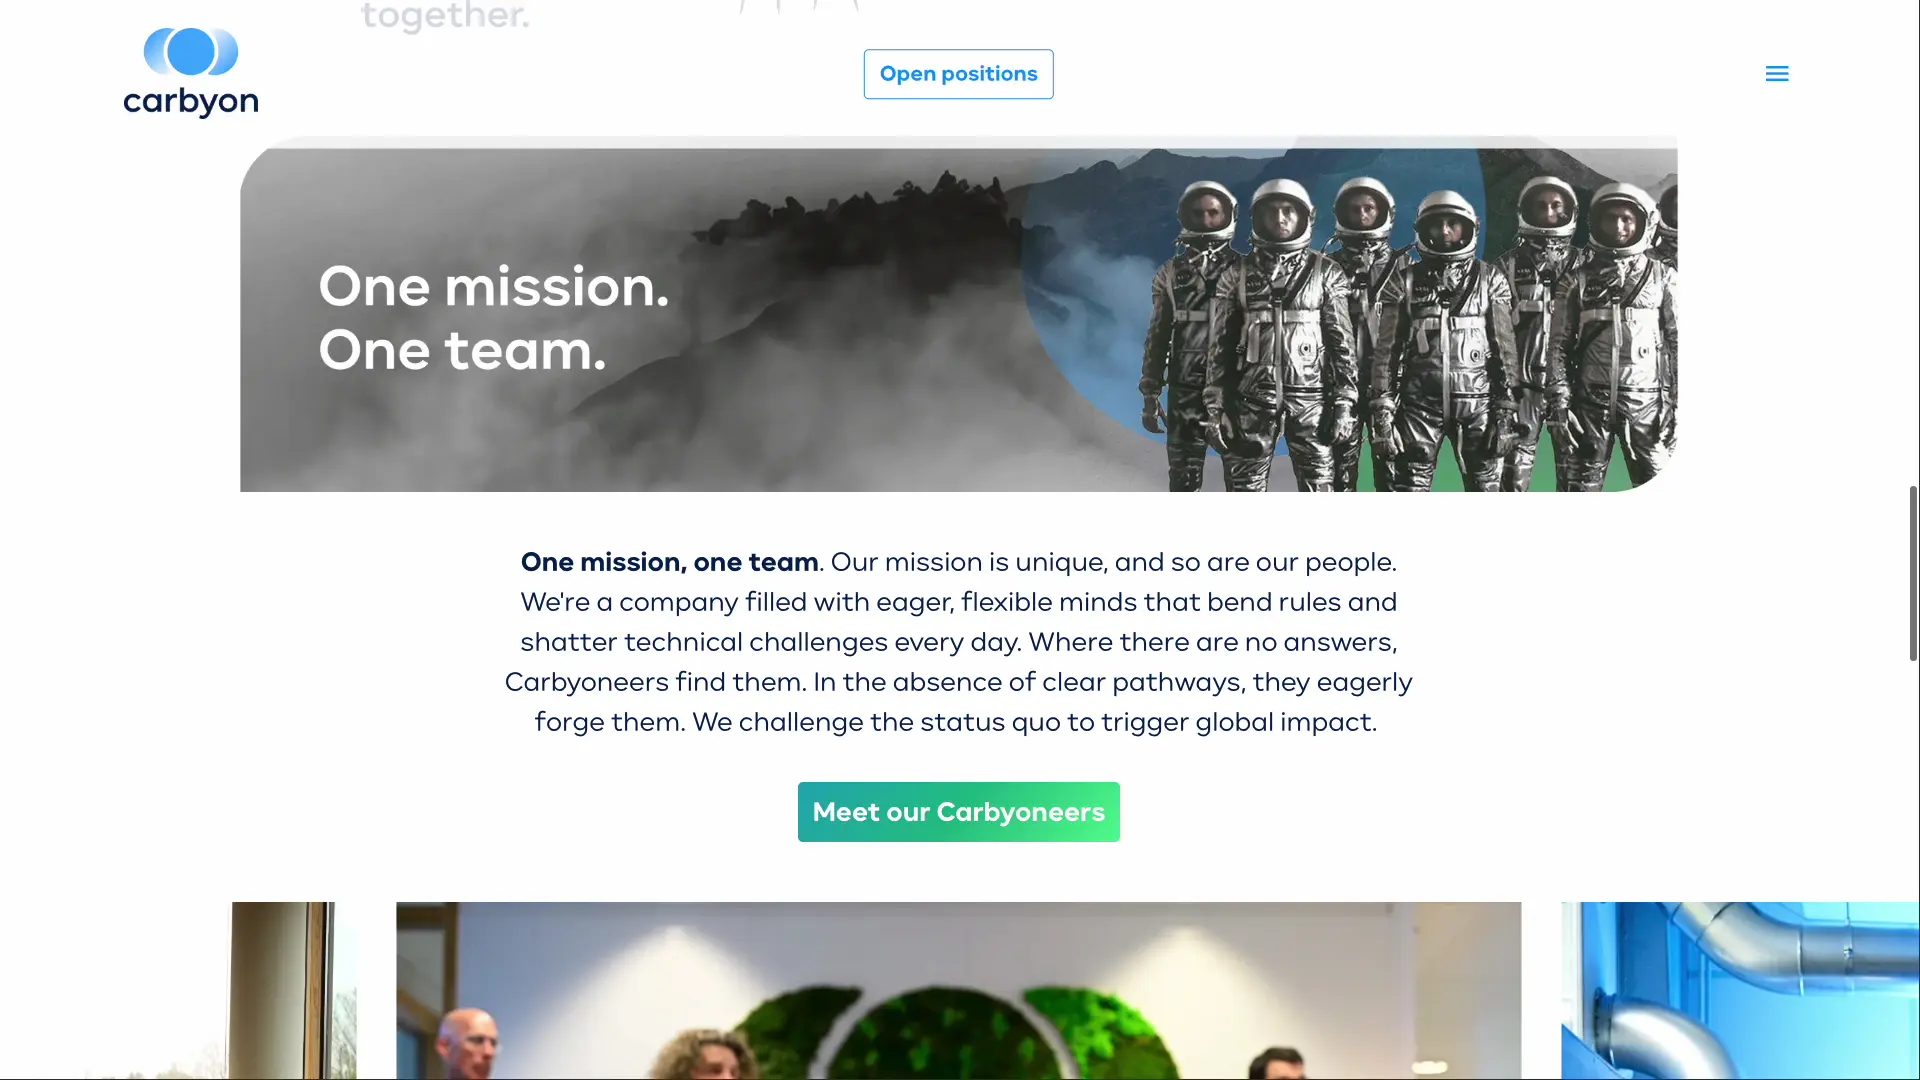 together.
carbyon
Open positions
One mission.
One team.
One mission, one team. Our mission is unique, and so are our people.
We're a company filled with eager, flexible minds that bend rules and
shatter technical challenges every day. Where there are no answers,
Carbyoneers find them. In the absence of clear pathways, they eagerly
forge them. We challenge the status quo to trigger global impact.
Meet our Carbyoneers